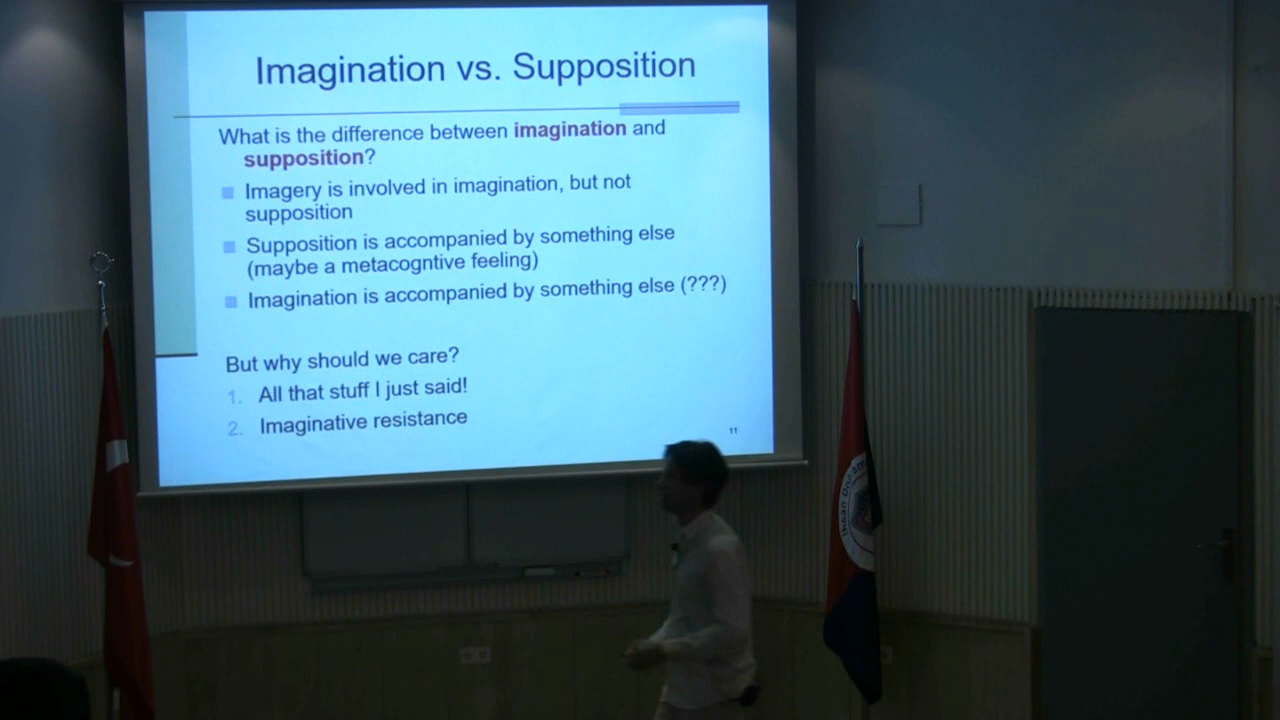 Imagination vs. Supposition
What is the difference between imagination and
supposition?
Imagery is involved in imagination, but not
supposition
Supposition is accompanied by something else
(maybe a metacogntive feeling)
Imagination is accompanied by something else (???)
But why should we care?
1. All that stuff I just said!
2. Imaginative resistance
11